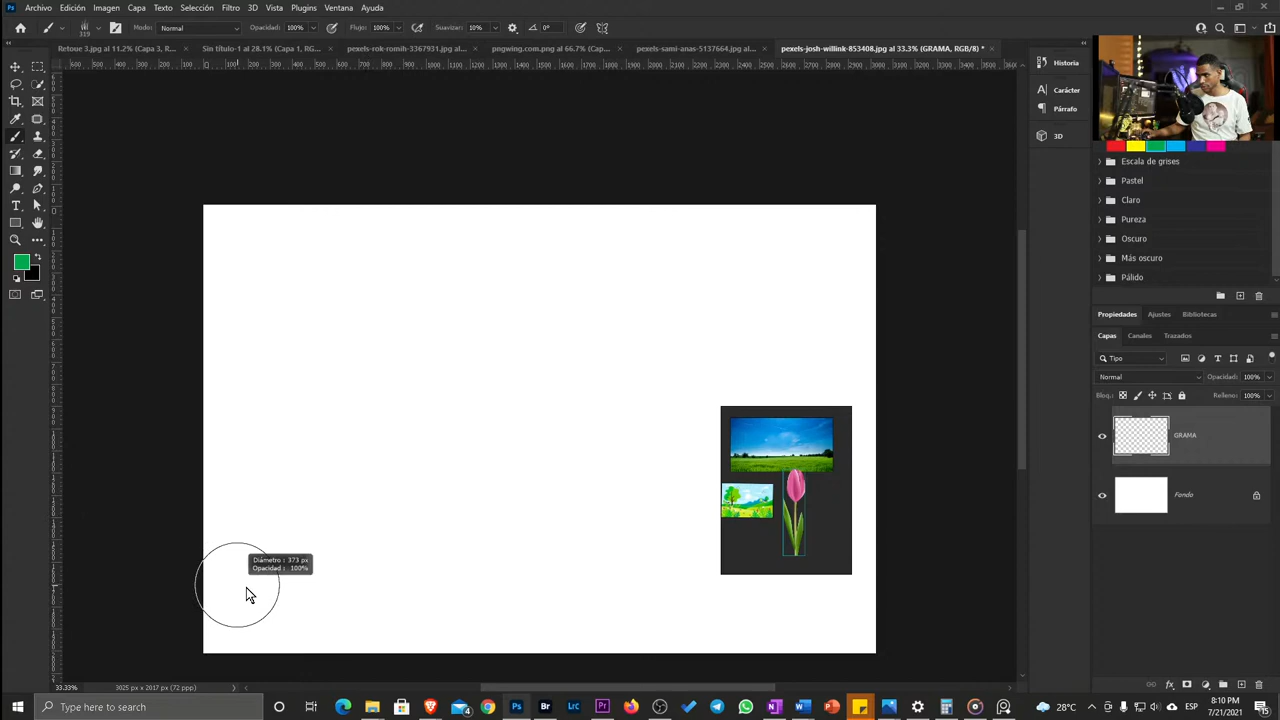 Ps Archivo Edición Imagen Capa Texto Selección Filtro 3D Vista Plugins Ventana Ayuda
319 Modo: Normal Opacidad: 100% Flujo: 100% Suavizar: 10% 0°
Retoue 3.jpg al 11.2% (Capa 3, R... × Sin título-1 al 28.1% (Capa 1, RG... × pexels-rok-romih-3367931.jpg al... × pngwing.com.png al 66.7% (Cap... × pexels-sami-anas-5137664.jpg al... × pexels-josh-willink-853408.jpg al 33.3% (GRAMA, RGB/8) * ×
Historia
Carácter
Párrafo
3D
Escala de grises
Pastel
Claro
Pureza
Oscuro
Más oscuro
Pálido
Propiedades Ajustes Bibliotecas
Capas Canales Trazados
Tipo
Normal Opacidad: 100%
Bloq.: Relleno: 100%
GRAMA
Fondo
Diámetro : 373 px
Opacidad : 100%
33.33% 3025 px x 2017 px (72 ppp)
Type here to search
28°C ESP 8:10 PM
7/21/2021